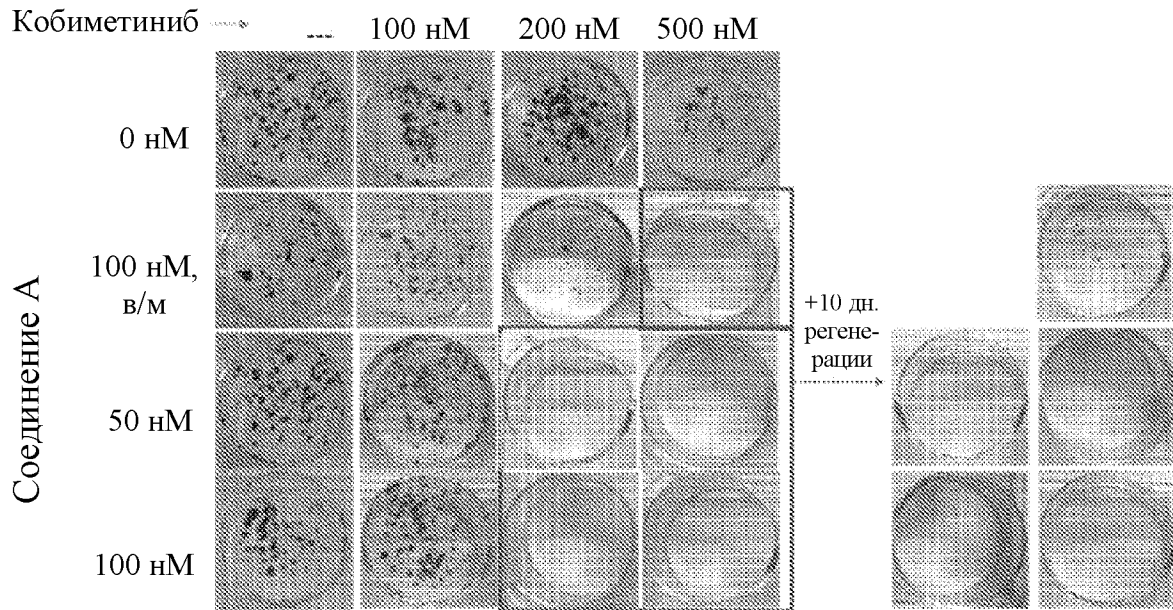 Кобиметиниб
— 100 нМ 200 нМ 500 нМ
0 нМ
100 нМ,
в/м
50 нМ
100 нМ
Соединение А
+10 дн.
регене-
рации